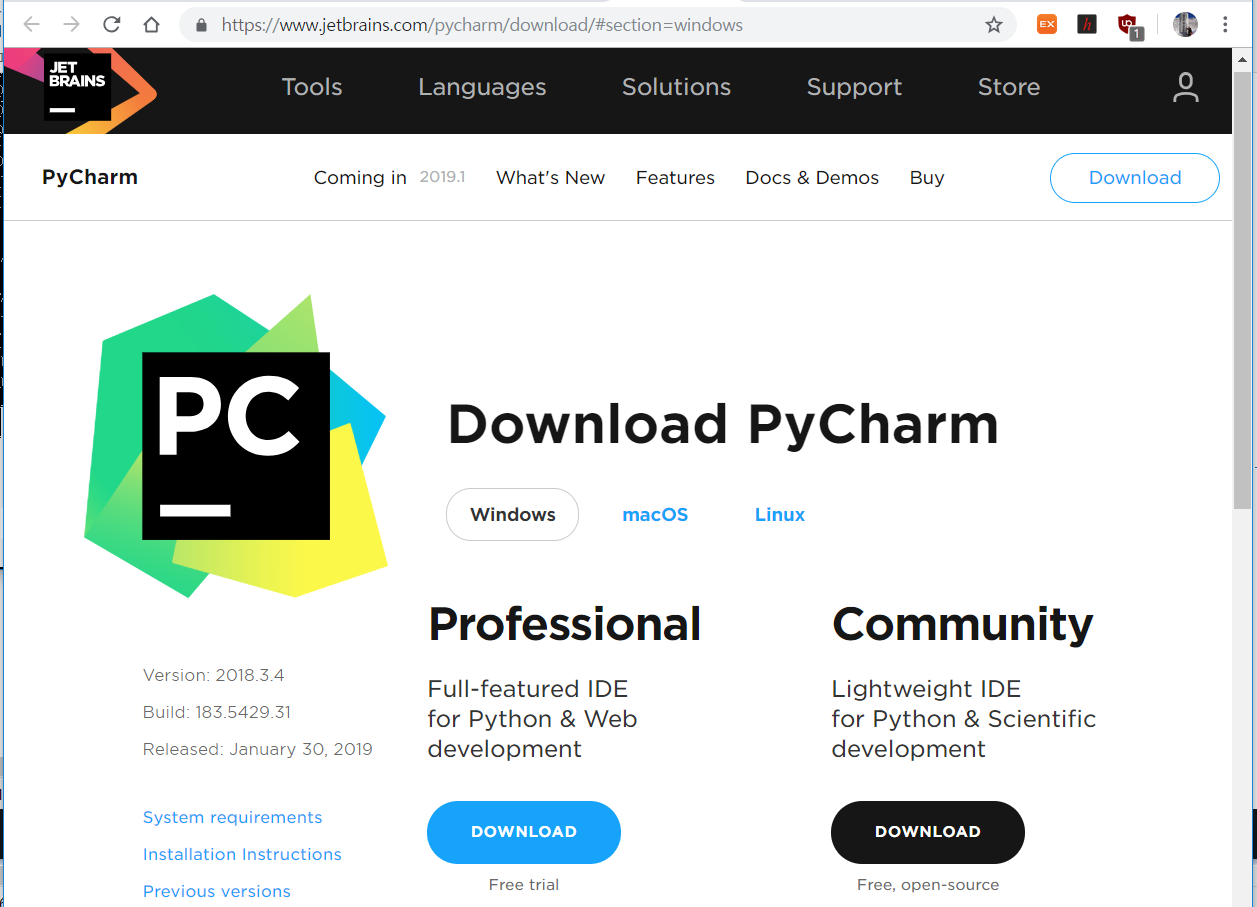 https://www.jetbrains.com/pycharm/download/#section=windows
EX
h
1
JET
BRAINS
Tools Languages Solutions Support Store
PyCharm Coming in 2019.1 What's New Features Docs & Demos Buy Download
PC
Download PyCharm
Windows macOS Linux
Professional
Full-featured IDE
for Python & Web
development
DOWNLOAD
Free trial
Community
Lightweight IDE
for Python & Scientific
development
DOWNLOAD
Free, open-source
Version: 2018.3.4
Build: 183.5429.31
Released: January 30, 2019
System requirements
Installation Instructions
Previous versions